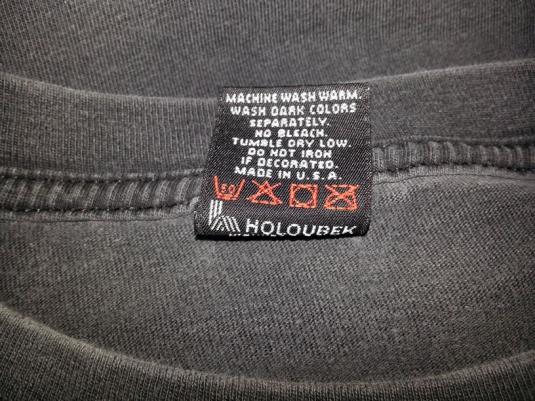 MACHINE WASH WARM.
WASH DARK COLORS
SEPARATELY.
NO BLEACH.
TUMBLE DRY LOW.
DO NOT IRON
IF DECORATED.
MADE IN U.S.A.
50
HOLOUBEK